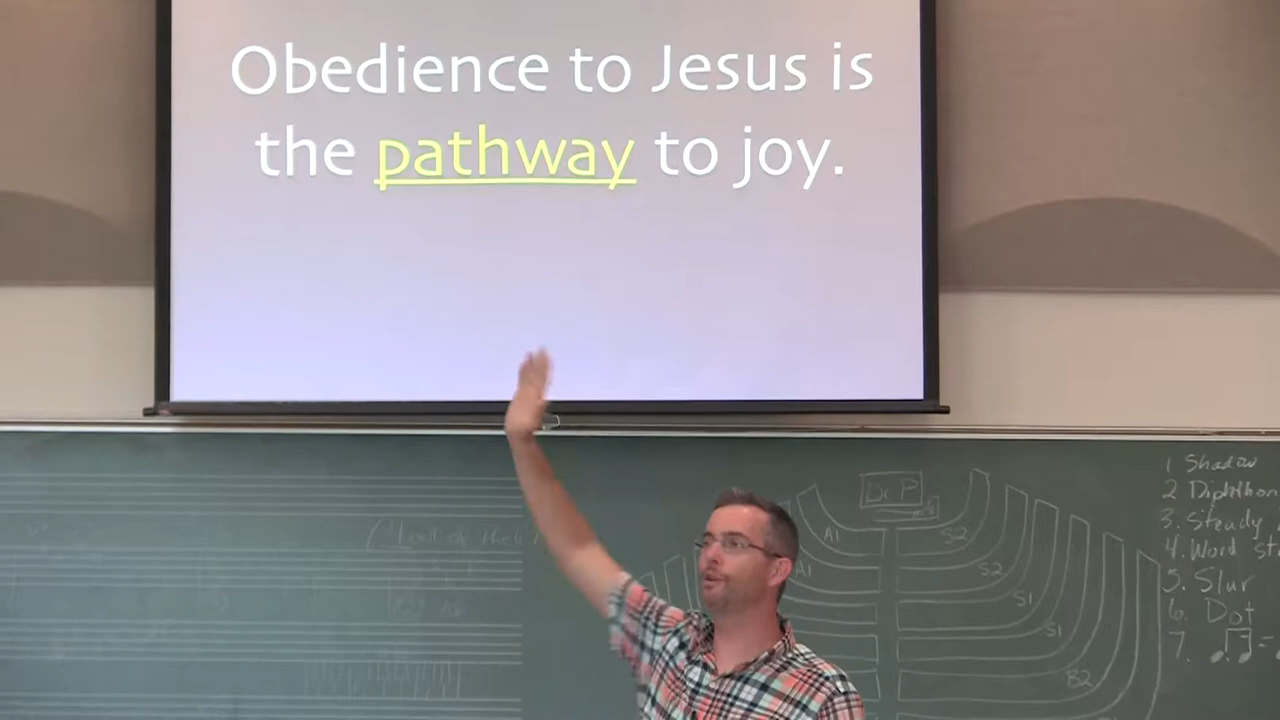 Obedience to Jesus is
the pathway to joy.
Dr. P
A1
S2
A1
S2
S1
S1
B2
1 Shadow
2 Diphthon
3. Steady
4. Word st
5. Slur
6. Dot
7.